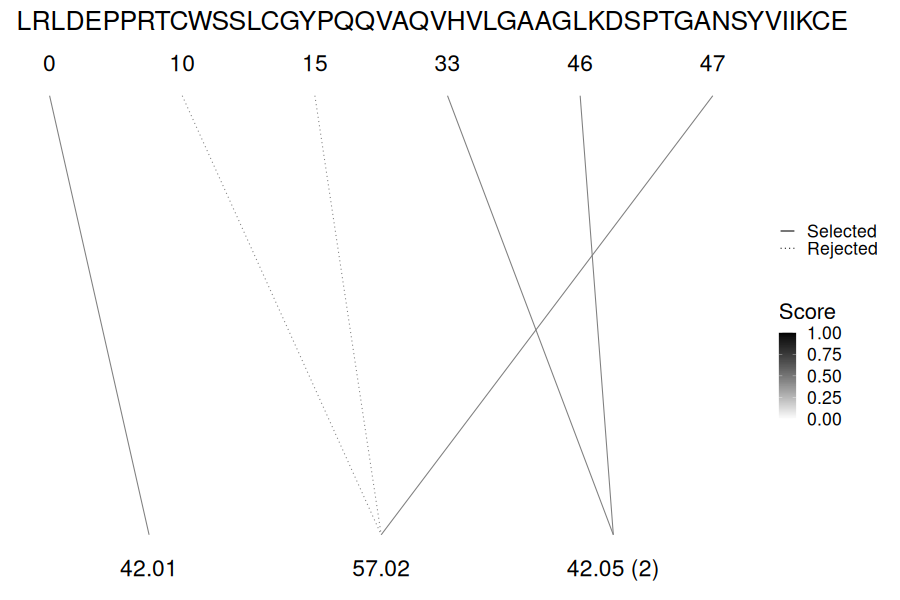 LRLDEPPRTCWSSLCGYPQQVAQVHVLGAAGLKDSPTGANSYVIIKCE
0 10 15 33 46 47
Selected
Rejected
Score
1.00
0.75
0.50
0.25
0.00
42.01 57.02 42.05 (2)